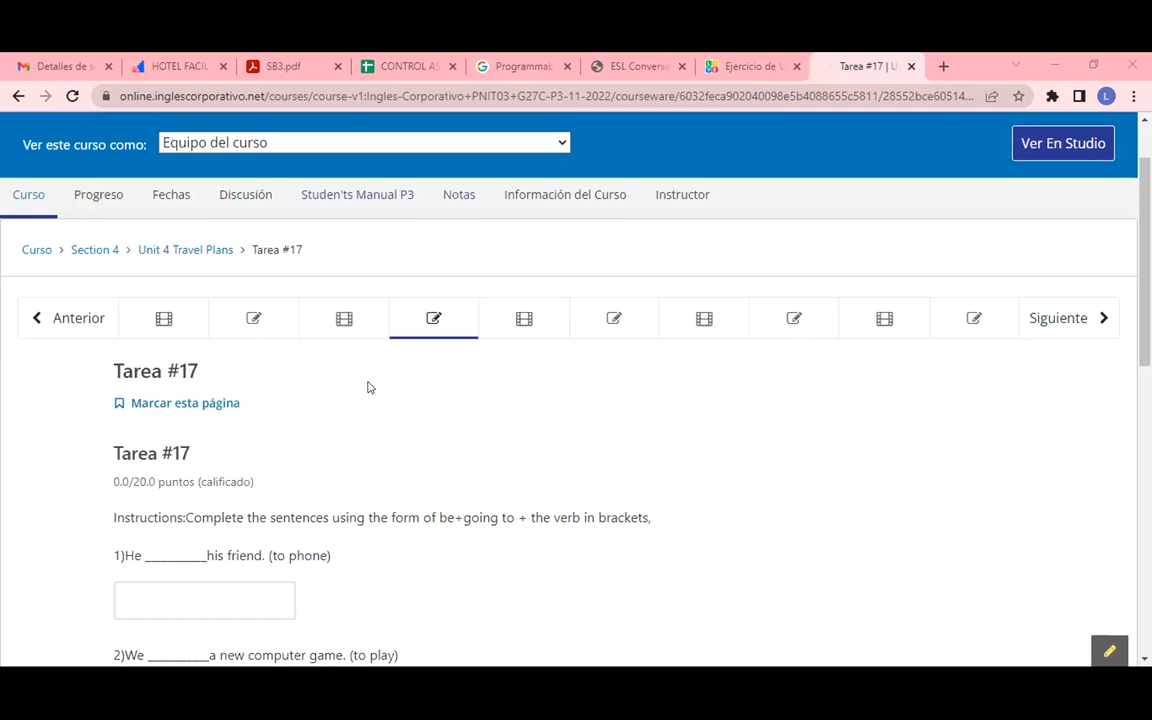 Detalles de s
HOTEL FACIL
SB3.pdf
CONTROL AS
Programmab
ESL Convers
Ejercicio de V
Tarea #17 | U
online.inglescorporativo.net/courses/course-v1:Ingles-Corporativo+PNIT03+G27C-P3-11-2022/courseware/6032feca902040098e5b4088655c5811/28552bce60514...
L
Ver este curso como:
Equipo del curso
Ver En Studio
Curso
Progreso
Fechas
Discusión
Studen'ts Manual P3
Notas
Información del Curso
Instructor
Curso > Section 4 > Unit 4 Travel Plans > Tarea #17
Anterior
Siguiente
Tarea #17
Marcar esta página
Tarea #17
0.0/20.0 puntos (calificado)
Instructions:Complete the sentences using the form of be+going to + the verb in brackets,
1)He __________his friend. (to phone)
2)We __________a new computer game. (to play)